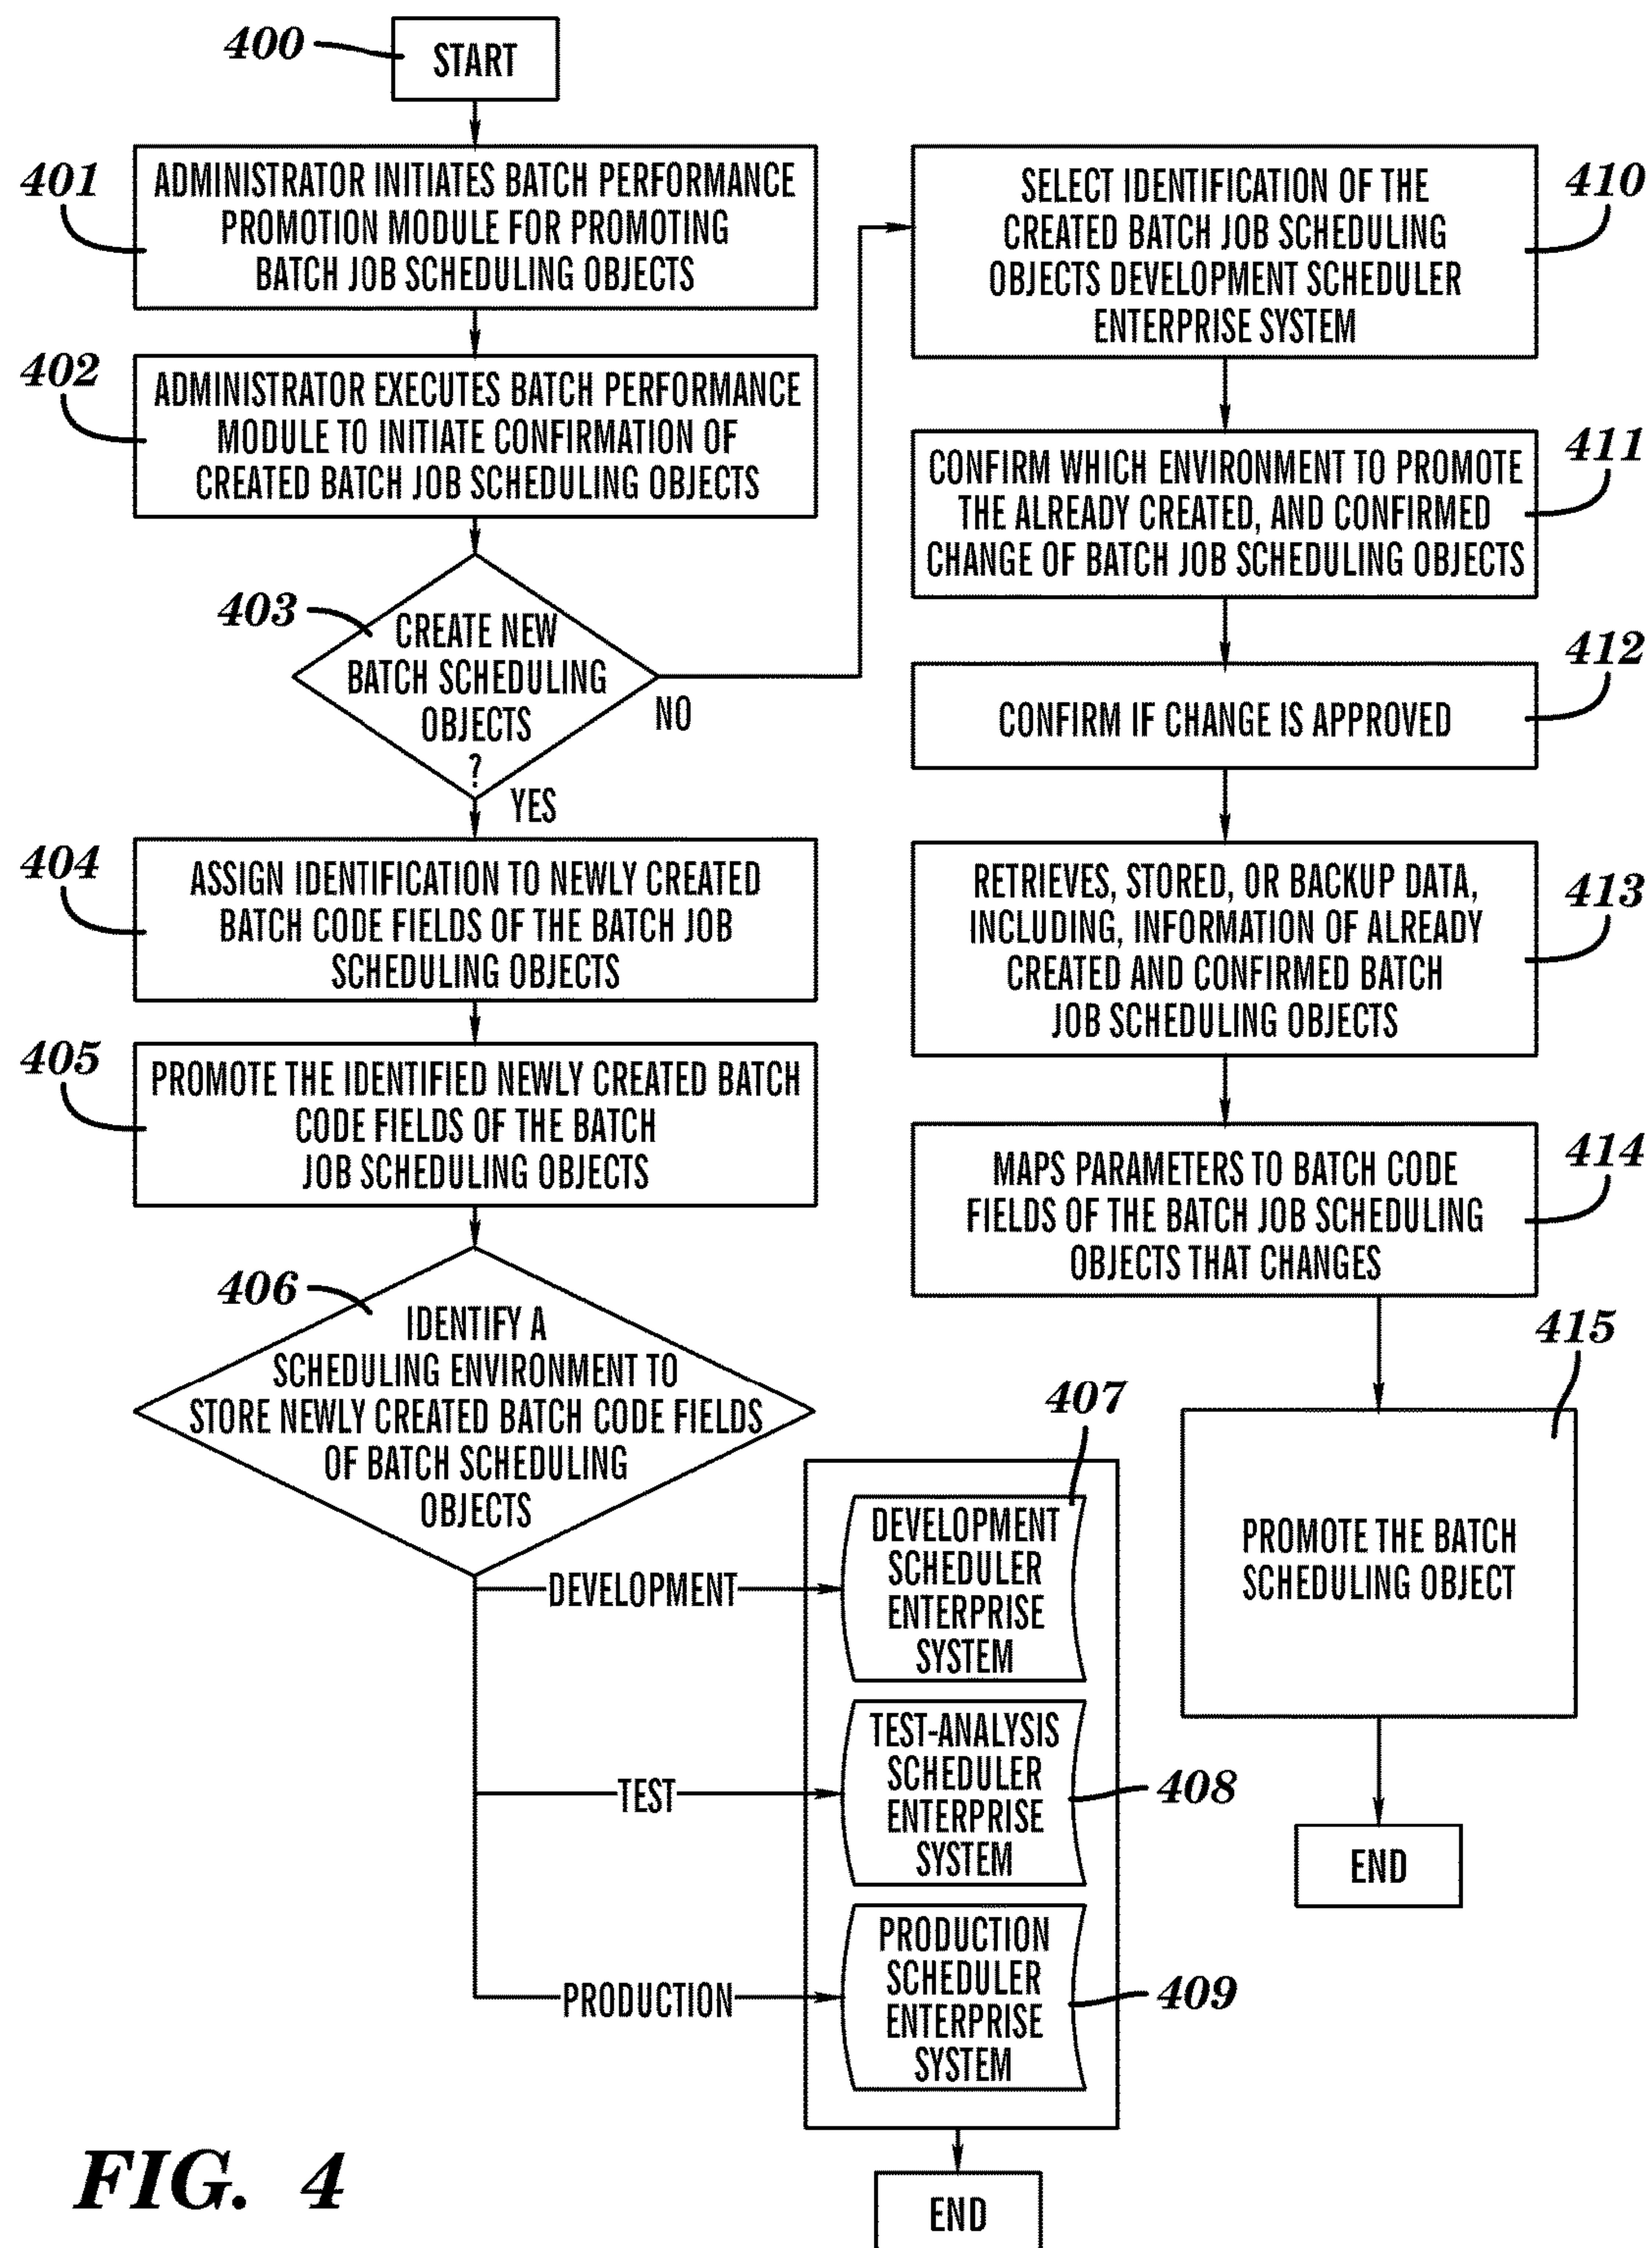 400
START
401
ADMINISTRATOR INITIATES BATCH PERFORMANCE
PROMOTION MODULE FOR PROMOTING
BATCH JOB SCHEDULING OBJECTS
402
ADMINISTRATOR EXECUTES BATCH PERFORMANCE
MODULE TO INITIATE CONFIRMATION OF
CREATED BATCH JOB SCHEDULING OBJECTS
403
CREATE NEW
BATCH SCHEDULING
OBJECTS
?
NO
YES
404
ASSIGN IDENTIFICATION TO NEWLY CREATED
BATCH CODE FIELDS OF THE BATCH JOB
SCHEDULING OBJECTS
405
PROMOTE THE IDENTIFIED NEWLY CREATED BATCH
CODE FIELDS OF THE BATCH
JOB SCHEDULING OBJECTS
406
IDENTIFY A
SCHEDULING ENVIRONMENT TO
STORE NEWLY CREATED BATCH CODE FIELDS
OF BATCH SCHEDULING
OBJECTS
DEVELOPMENT
407
DEVELOPMENT
SCHEDULER
ENTERPRISE
SYSTEM
TEST
TEST-ANALYSIS
SCHEDULER
ENTERPRISE
SYSTEM
408
PRODUCTION
PRODUCTION
SCHEDULER
ENTERPRISE
SYSTEM
409
END
410
SELECT IDENTIFICATION OF THE
CREATED BATCH JOB SCHEDULING
OBJECTS DEVELOPMENT SCHEDULER
ENTERPRISE SYSTEM
411
CONFIRM WHICH ENVIRONMENT TO PROMOTE
THE ALREADY CREATED, AND CONFIRMED
CHANGE OF BATCH JOB SCHEDULING OBJECTS
412
CONFIRM IF CHANGE IS APPROVED
413
RETRIEVES, STORED, OR BACKUP DATA,
INCLUDING, INFORMATION OF ALREADY
CREATED AND CONFIRMED BATCH
JOB SCHEDULING OBJECTS
414
MAPS PARAMETERS TO BATCH CODE
FIELDS OF THE BATCH JOB SCHEDULING
OBJECTS THAT CHANGES
415
PROMOTE THE BATCH
SCHEDULING OBJECT
END
FIG. 4